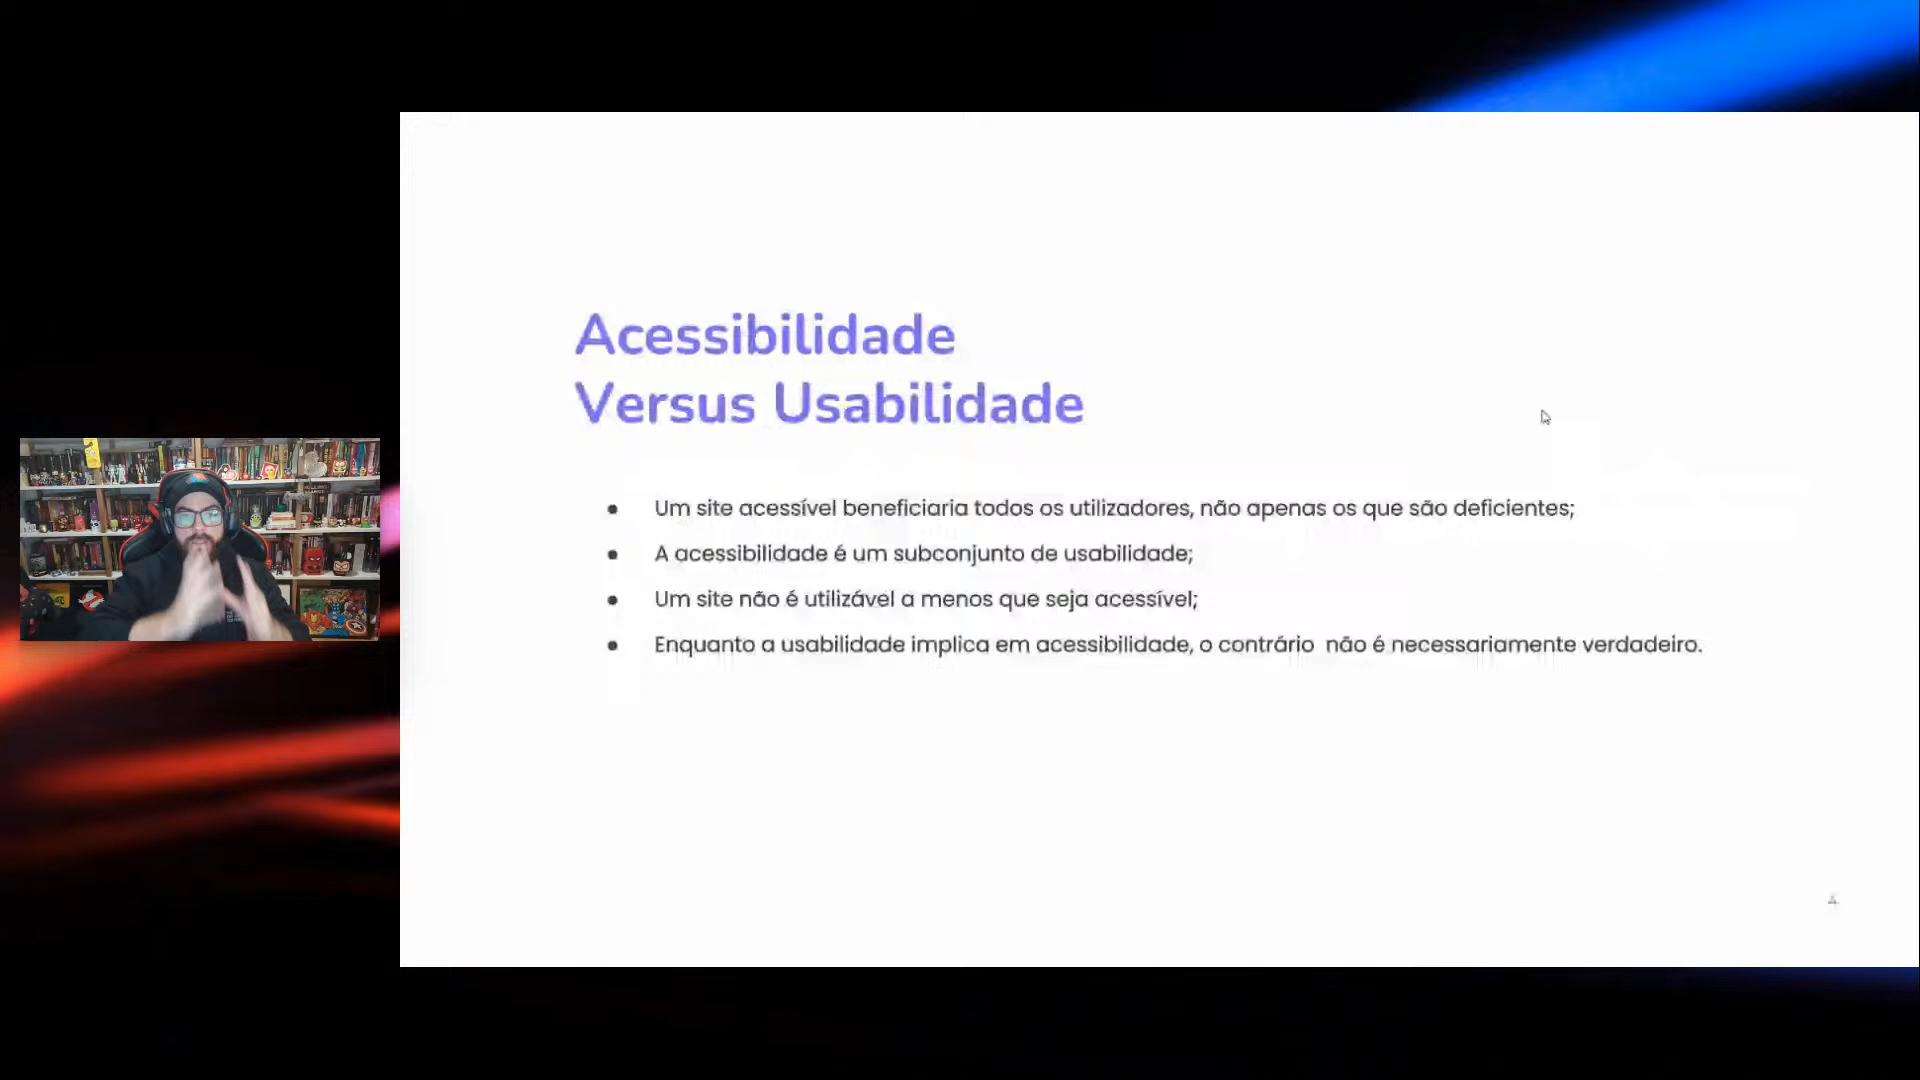 Acessibilidade
Versus Usabilidade
● Um site acessível beneficiaria todos os utilizadores, não apenas os que são deficientes;
● A acessibilidade é um subconjunto de usabilidade;
● Um site não é utilizável a menos que seja acessível;
● Enquanto a usabilidade implica em acessibilidade, o contrário  não é necessariamente verdadeiro.
4